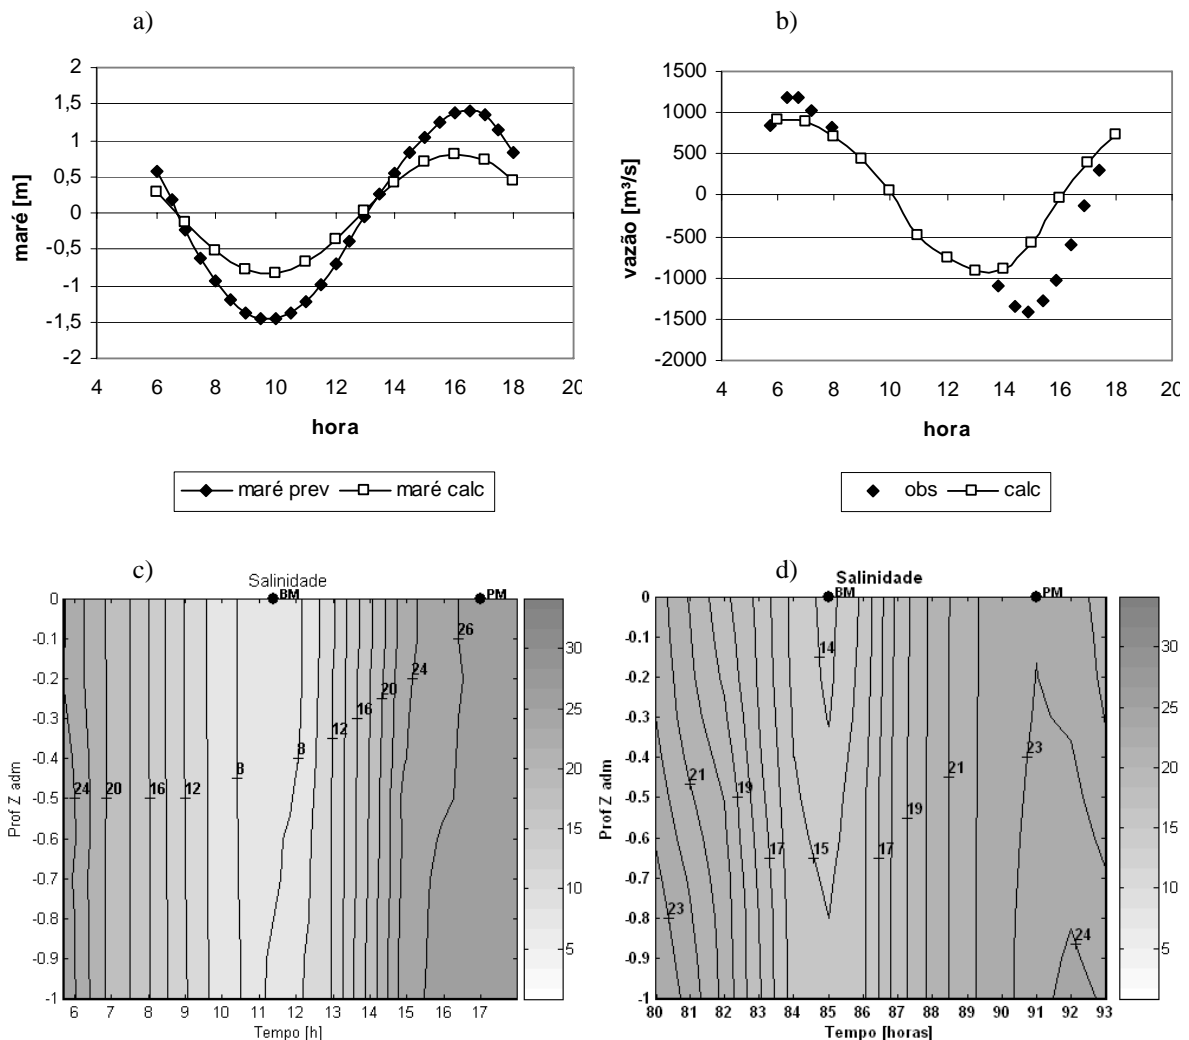 a)
2
1,5
1
0,5
0
-0,5
-1
-1,5
-2
maré [m]
4 6 8 10 12 14 16 18 20
hora
maré prev maré calc
b)
1500
1000
500
0
-500
-1000
-1500
-2000
vazão [m³/s]
4 6 8 10 12 14 16 18 20
hora
obs calc
c)
Salinidade
BM PM
0
-0.1
-0.2
-0.3
-0.4
-0.5
-0.6
-0.7
-0.8
-0.9
-1
Prof Z adm
26
24
20
16
12
8
8
24 20 16 12
6 7 8 9 10 11 12 13 14 15 16 17
Tempo [h]
30
25
20
15
10
5
d)
Salinidade
BM PM
0
-0.1
-0.2
-0.3
-0.4
-0.5
-0.6
-0.7
-0.8
-0.9
-1
Prof Z adm
14
23
21 21
19
19
17 15 17
23
24
80 81 82 83 84 85 86 87 88 89 90 91 92 93
Tempo [horas]
30
25
20
15
10
5